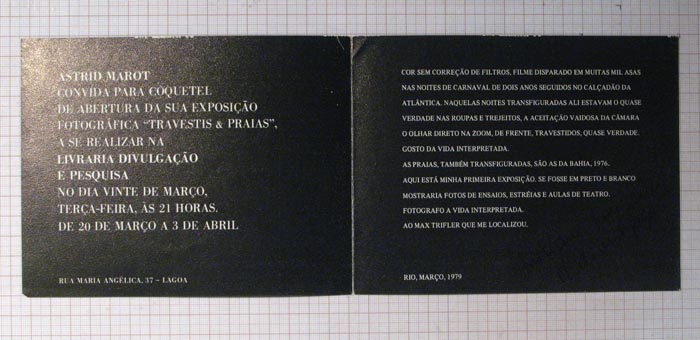 ASTRID MAROT
CONVIDA PARA COQUETEL
DE ABERTURA DA SUA EXPOSIÇÃO
FOTOGRÁFICA "TRAVESTIS & PRAIAS",
A SE REALIZAR NA
LIVRARIA DIVULGAÇÃO
E PESQUISA
NO DIA VINTE DE MARÇO,
TERÇA-FEIRA, ÀS 21 HORAS.
DE 20 DE MARÇO A 3 DE ABRIL
RUA MARIA ANGÉLICA, 37 – LAGOA
COR SEM CORREÇÃO DE FILTROS, FILME DISPARADO EM MUITAS MIL ASAS
NAS NOITES DE CARNAVAL DE DOIS ANOS SEGUIDOS NO CALÇADÃO DA
ATLÂNTICA. NAQUELAS NOITES TRANSFIGURADAS ALI ESTAVAM O QUASE
VERDADE NAS ROUPAS E TREJEITOS, A ACEITAÇÃO VAIDOSA DA CÂMARA
O OLHAR DIRETO NA ZOOM, DE FRENTE, TRAVESTIDOS, QUASE VERDADE.
GOSTO DA VIDA INTERPRETADA.
AS PRAIAS, TAMBÉM TRANSFIGURADAS, SÃO AS DA BAHIA, 1976.
AQUI ESTÁ MINHA PRIMEIRA EXPOSIÇÃO. SE FOSSE EM PRETO E BRANCO
MOSTRARIA FOTOS DE ENSAIOS, ESTRÉIAS E AULAS DE TEATRO.
FOTOGRAFO A VIDA INTERPRETADA.
AO MAX TRIFLER QUE ME LOCALIZOU.
RIO, MARÇO, 1979